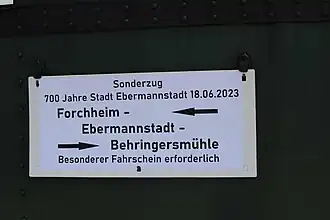 Sonderzug
700 Jahre Stadt Ebermannstadt 18.06.2023
Forchheim -
Ebermannstadt -
Behringersmühle
Besonderer Fahrschein erforderlich